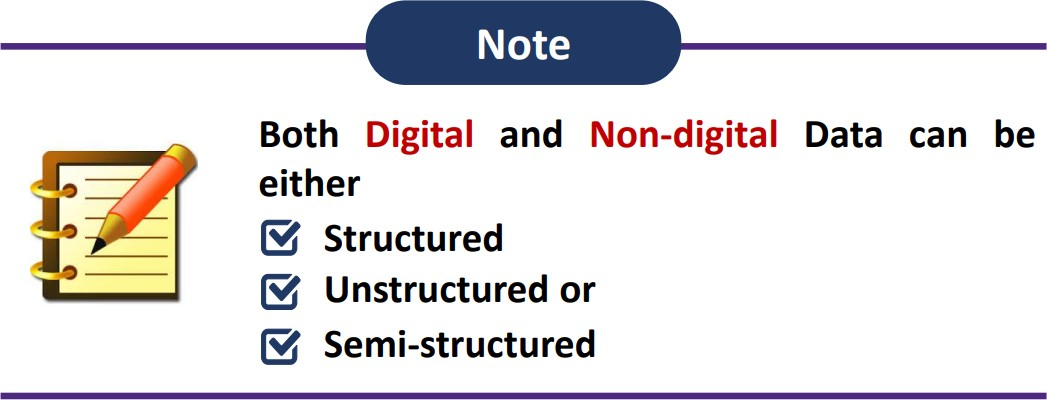 Note
Both Digital and Non-digital Data can be
either
Structured
Unstructured or
Semi-structured